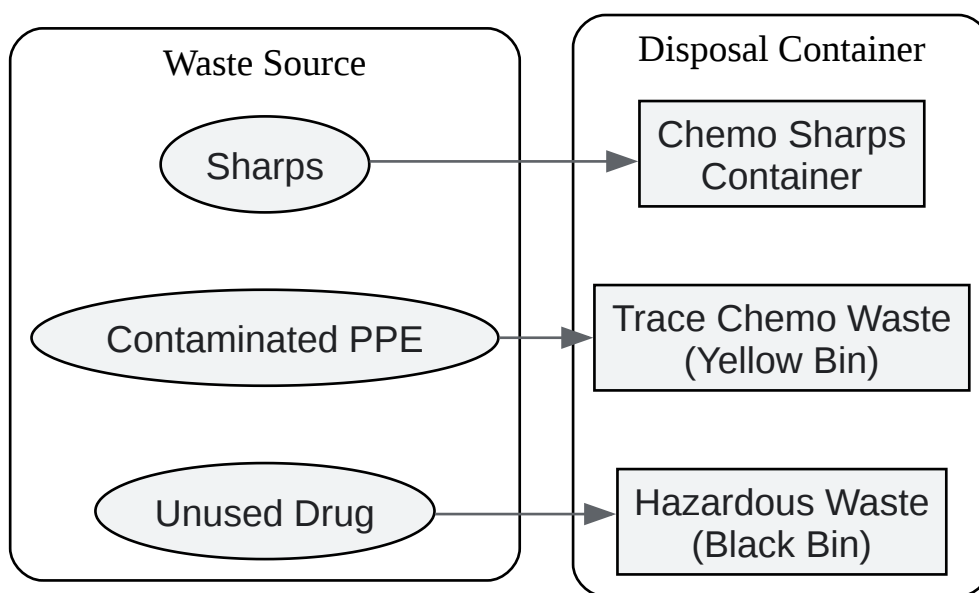 Waste Source
Disposal Container
Sharps
Chemo Sharps
Container
Contaminated PPE
Trace Chemo Waste
(Yellow Bin)
Unused Drug
Hazardous Waste
(Black Bin)